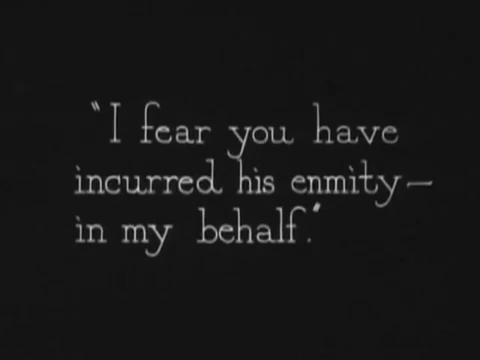 "I fear you have
incurred his enmity—
in my behalf."